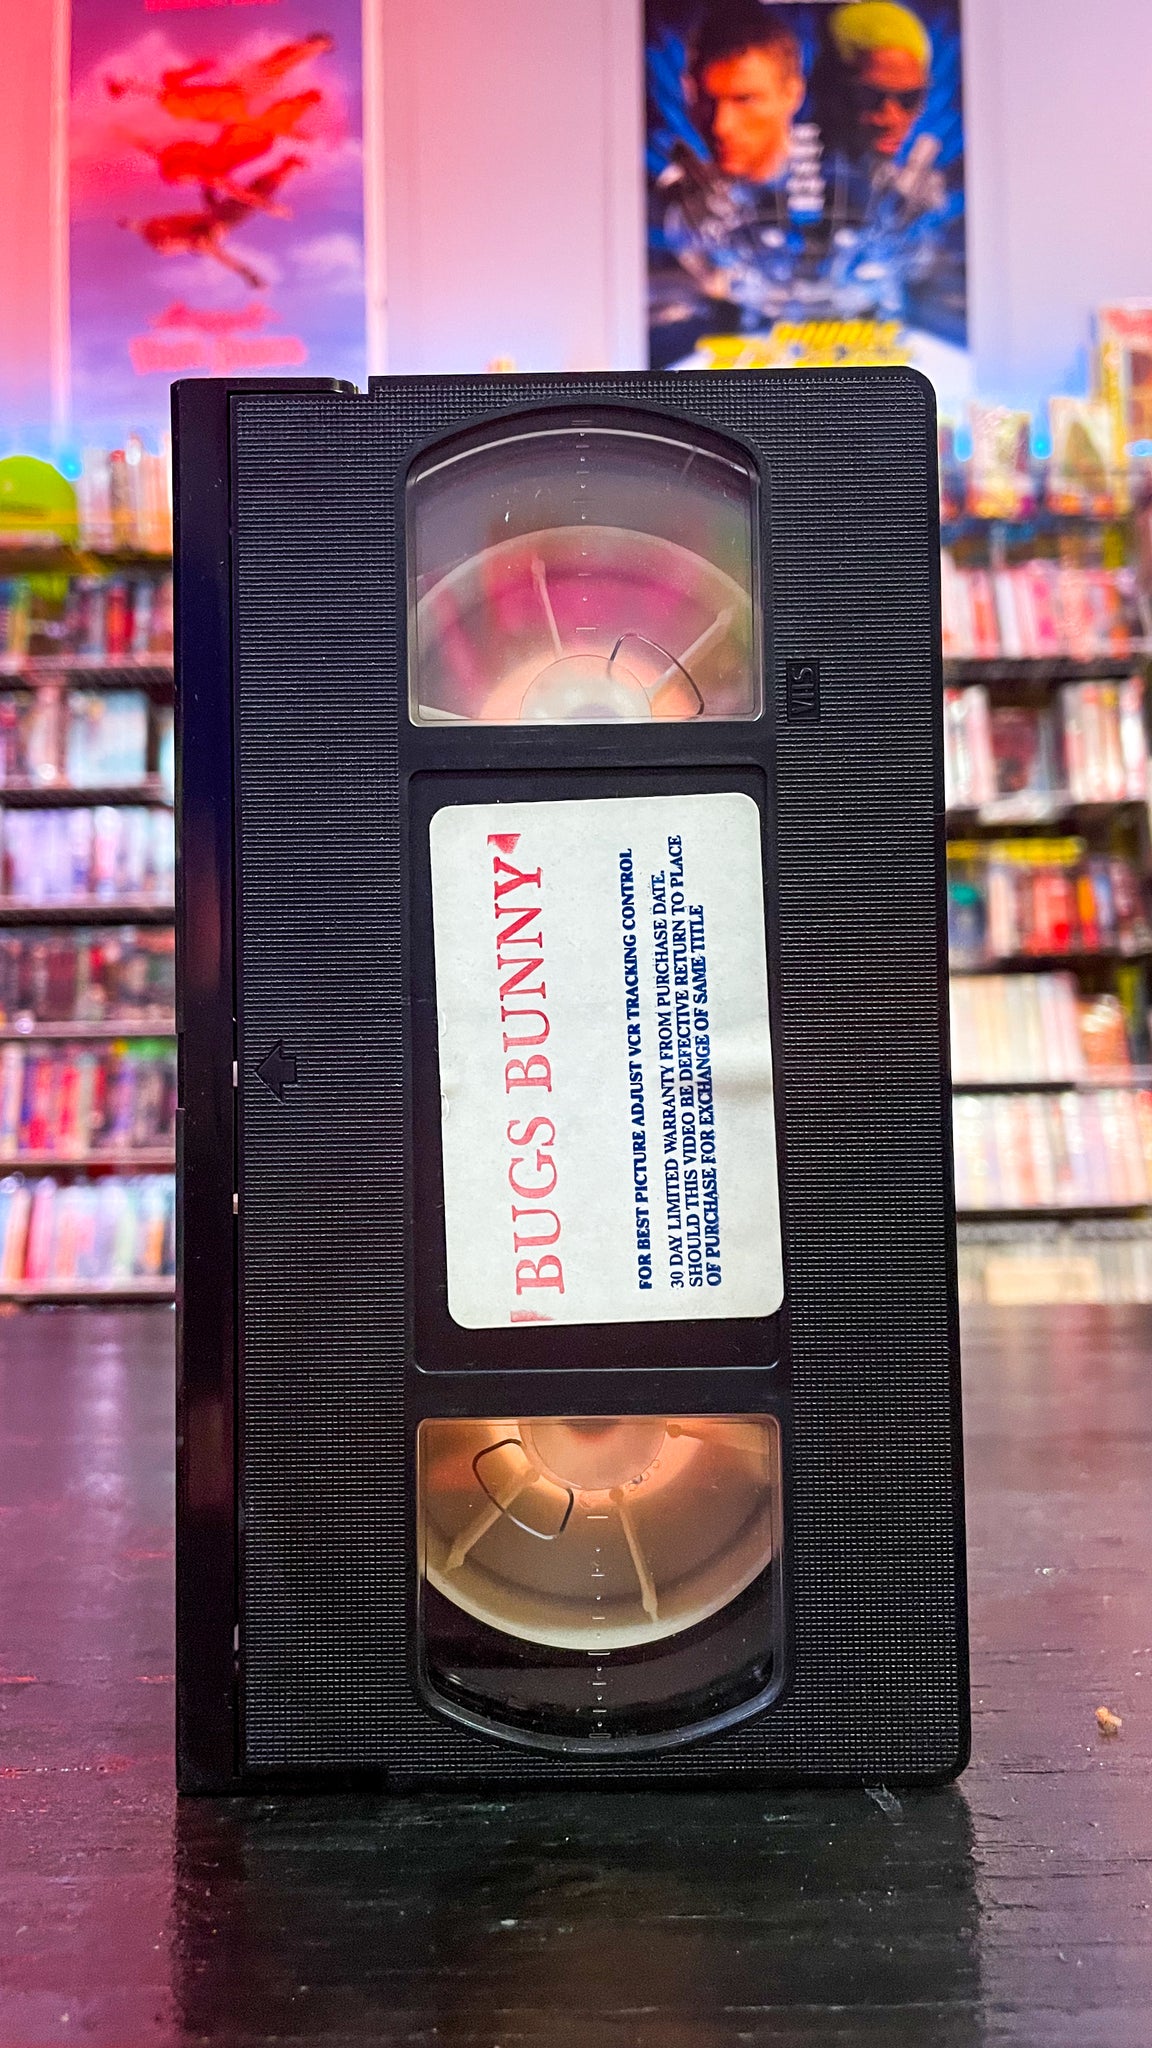 BUGS BUNNY
FOR BEST PICTURE ADJUST VCR TRACKING CONTROL
30 DAY LIMITED WARRANTY FROM PURCHASE DATE.
SHOULD THIS VIDEO BE DEFECTIVE RETURN TO PLACE
OF PURCHASE FOR EXCHANGE OF SAME TITLE
DOUBLE